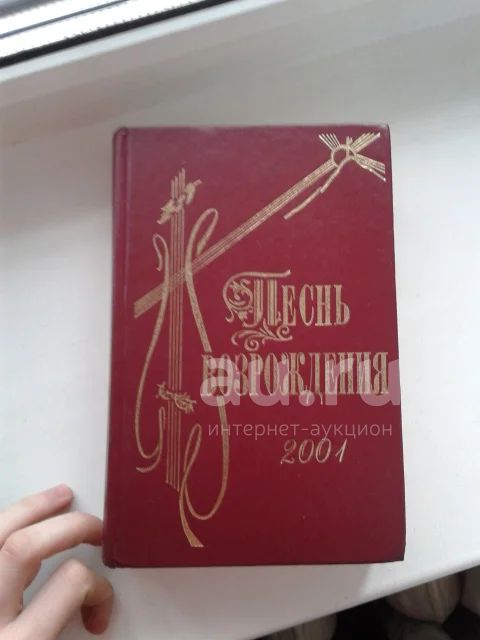 Песнь
Возрождения
au.ru
интернет-аукцион
2001